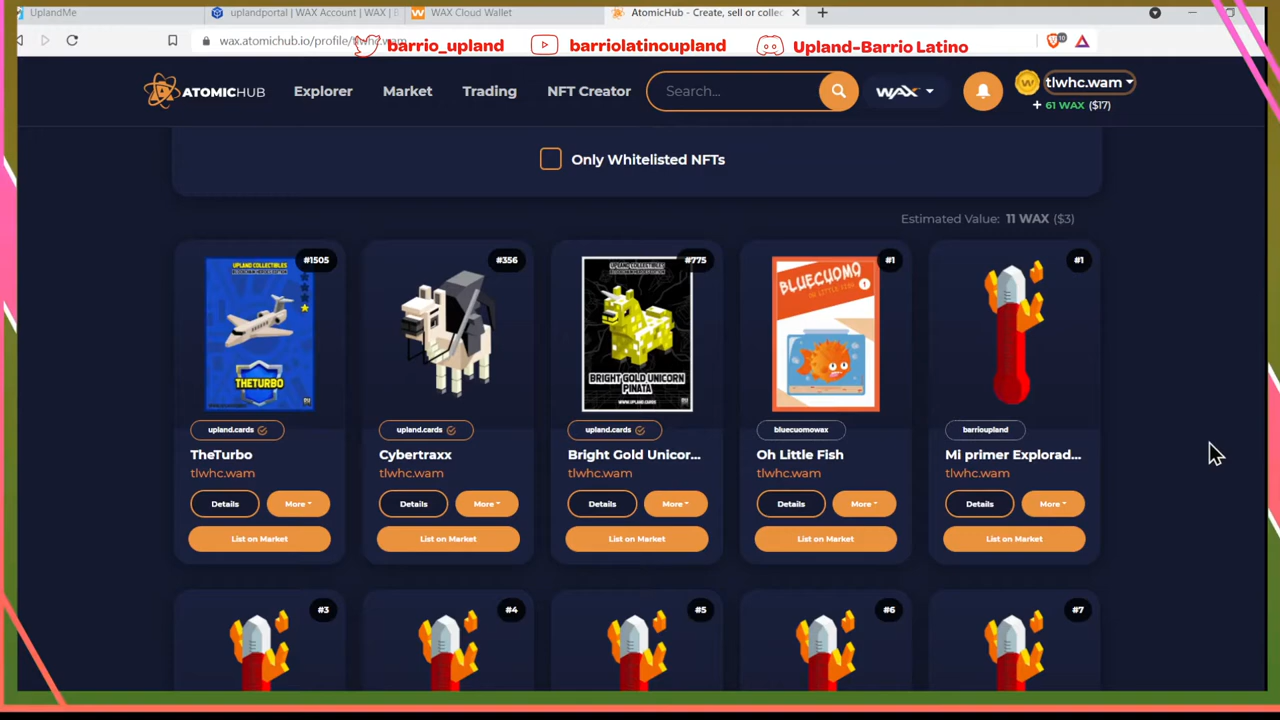 UplandMe
uplandportal | WAX Account | WAX | B
WAX Cloud Wallet
AtomicHub - Create, sell or collec
wax.atomichub.io/profile/tlwhc.wam
10
barrio_upland
barriolatinoupland
Upland-Barrio Latino
ATOMICHUB
Explorer
Market
Trading
NFT Creator
Search...
WAX
tlwhc.wam
+ 61 WAX ($17)
Only Whitelisted NFTs
Estimated Value: 11 WAX ($3)
#1505
#356
#775
#1
#1
UPLAND COLLECTIBLES
THETURBO
UPLAND COLLECTIBLES
BRIGHT GOLD UNICORN
PINATA
WWW.UPLAND.CARDS
BLUECUOMO
OH LITTLE FISH
1
upland.cards
upland.cards
upland.cards
bluecuomowax
barrioupland
TheTurbo
Cybertraxx
Bright Gold Unicor...
Oh Little Fish
Mi primer Explorad...
tlwhc.wam
tlwhc.wam
tlwhc.wam
tlwhc.wam
tlwhc.wam
Details
More
Details
More
Details
More
Details
More
Details
More
List on Market
List on Market
List on Market
List on Market
List on Market
#3
#4
#5
#6
#7